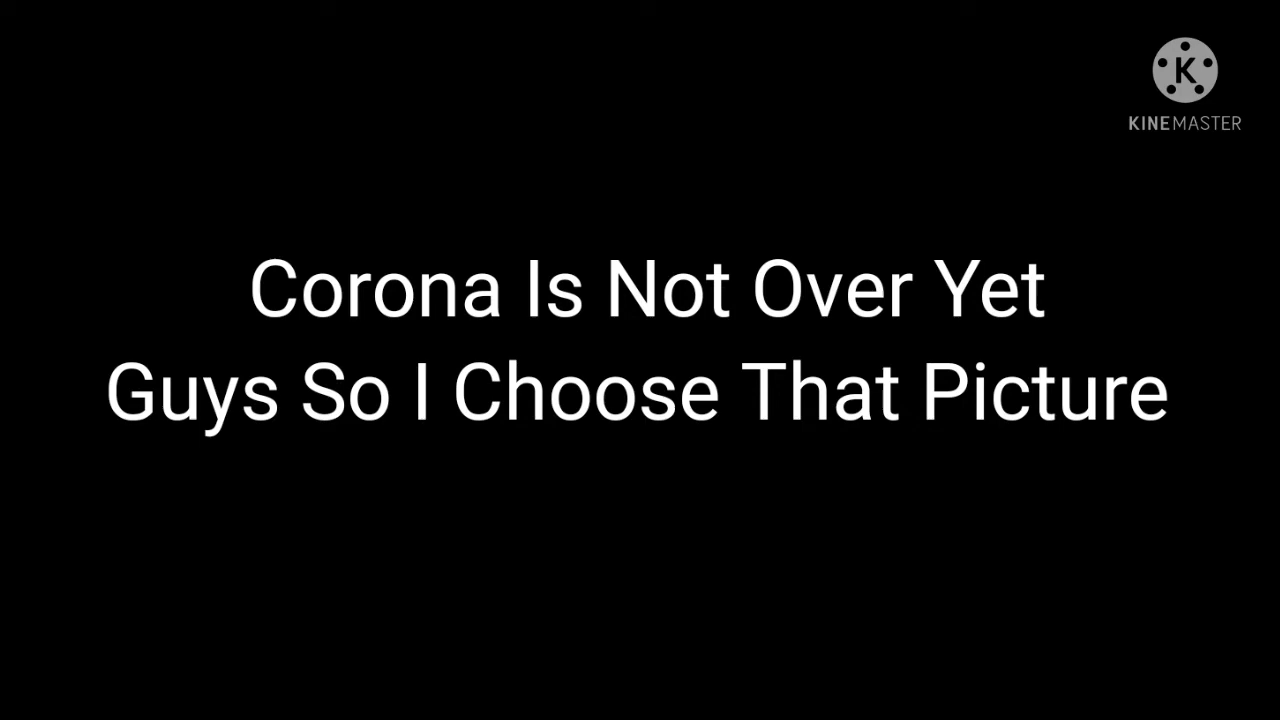 K
KINEMASTER
Corona Is Not Over Yet
Guys So I Choose That Picture